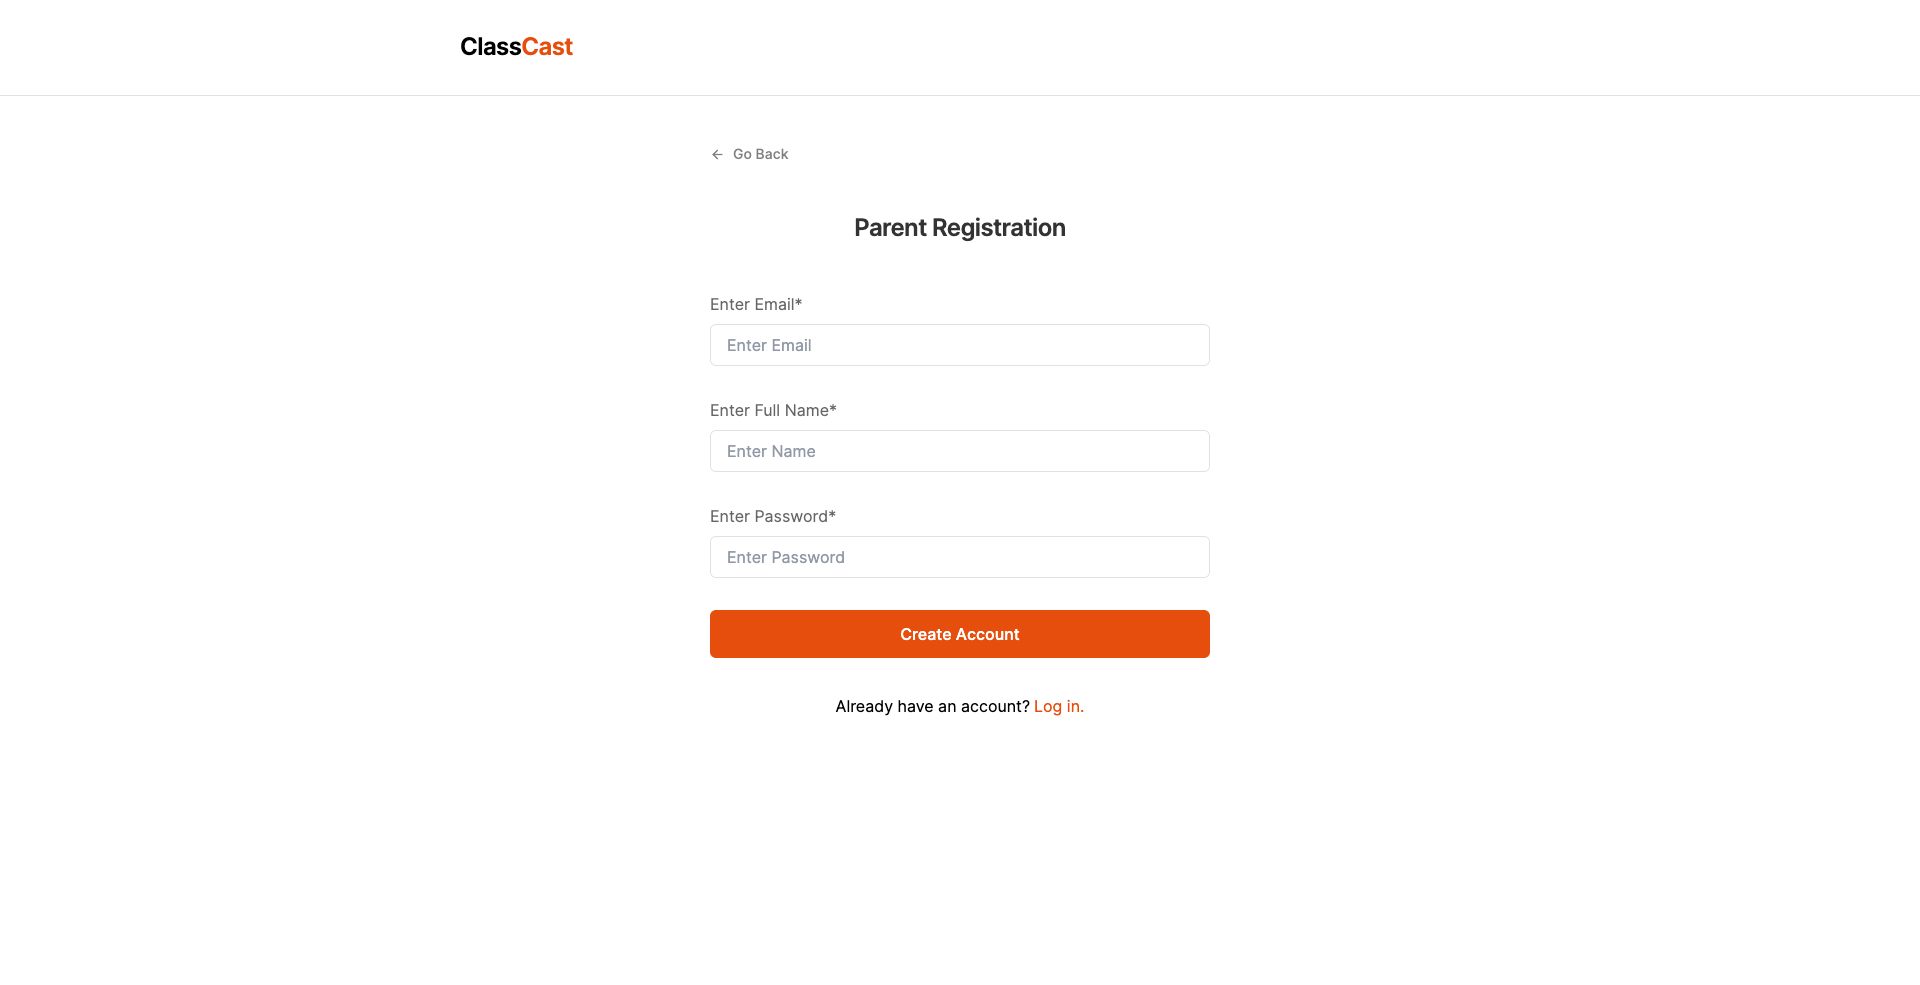 ClassCast
Go Back
Parent Registration
Enter Email*
Enter Email
Enter Full Name*
Enter Name
Enter Password*
Enter Password
Create Account
Already have an account? Log in.